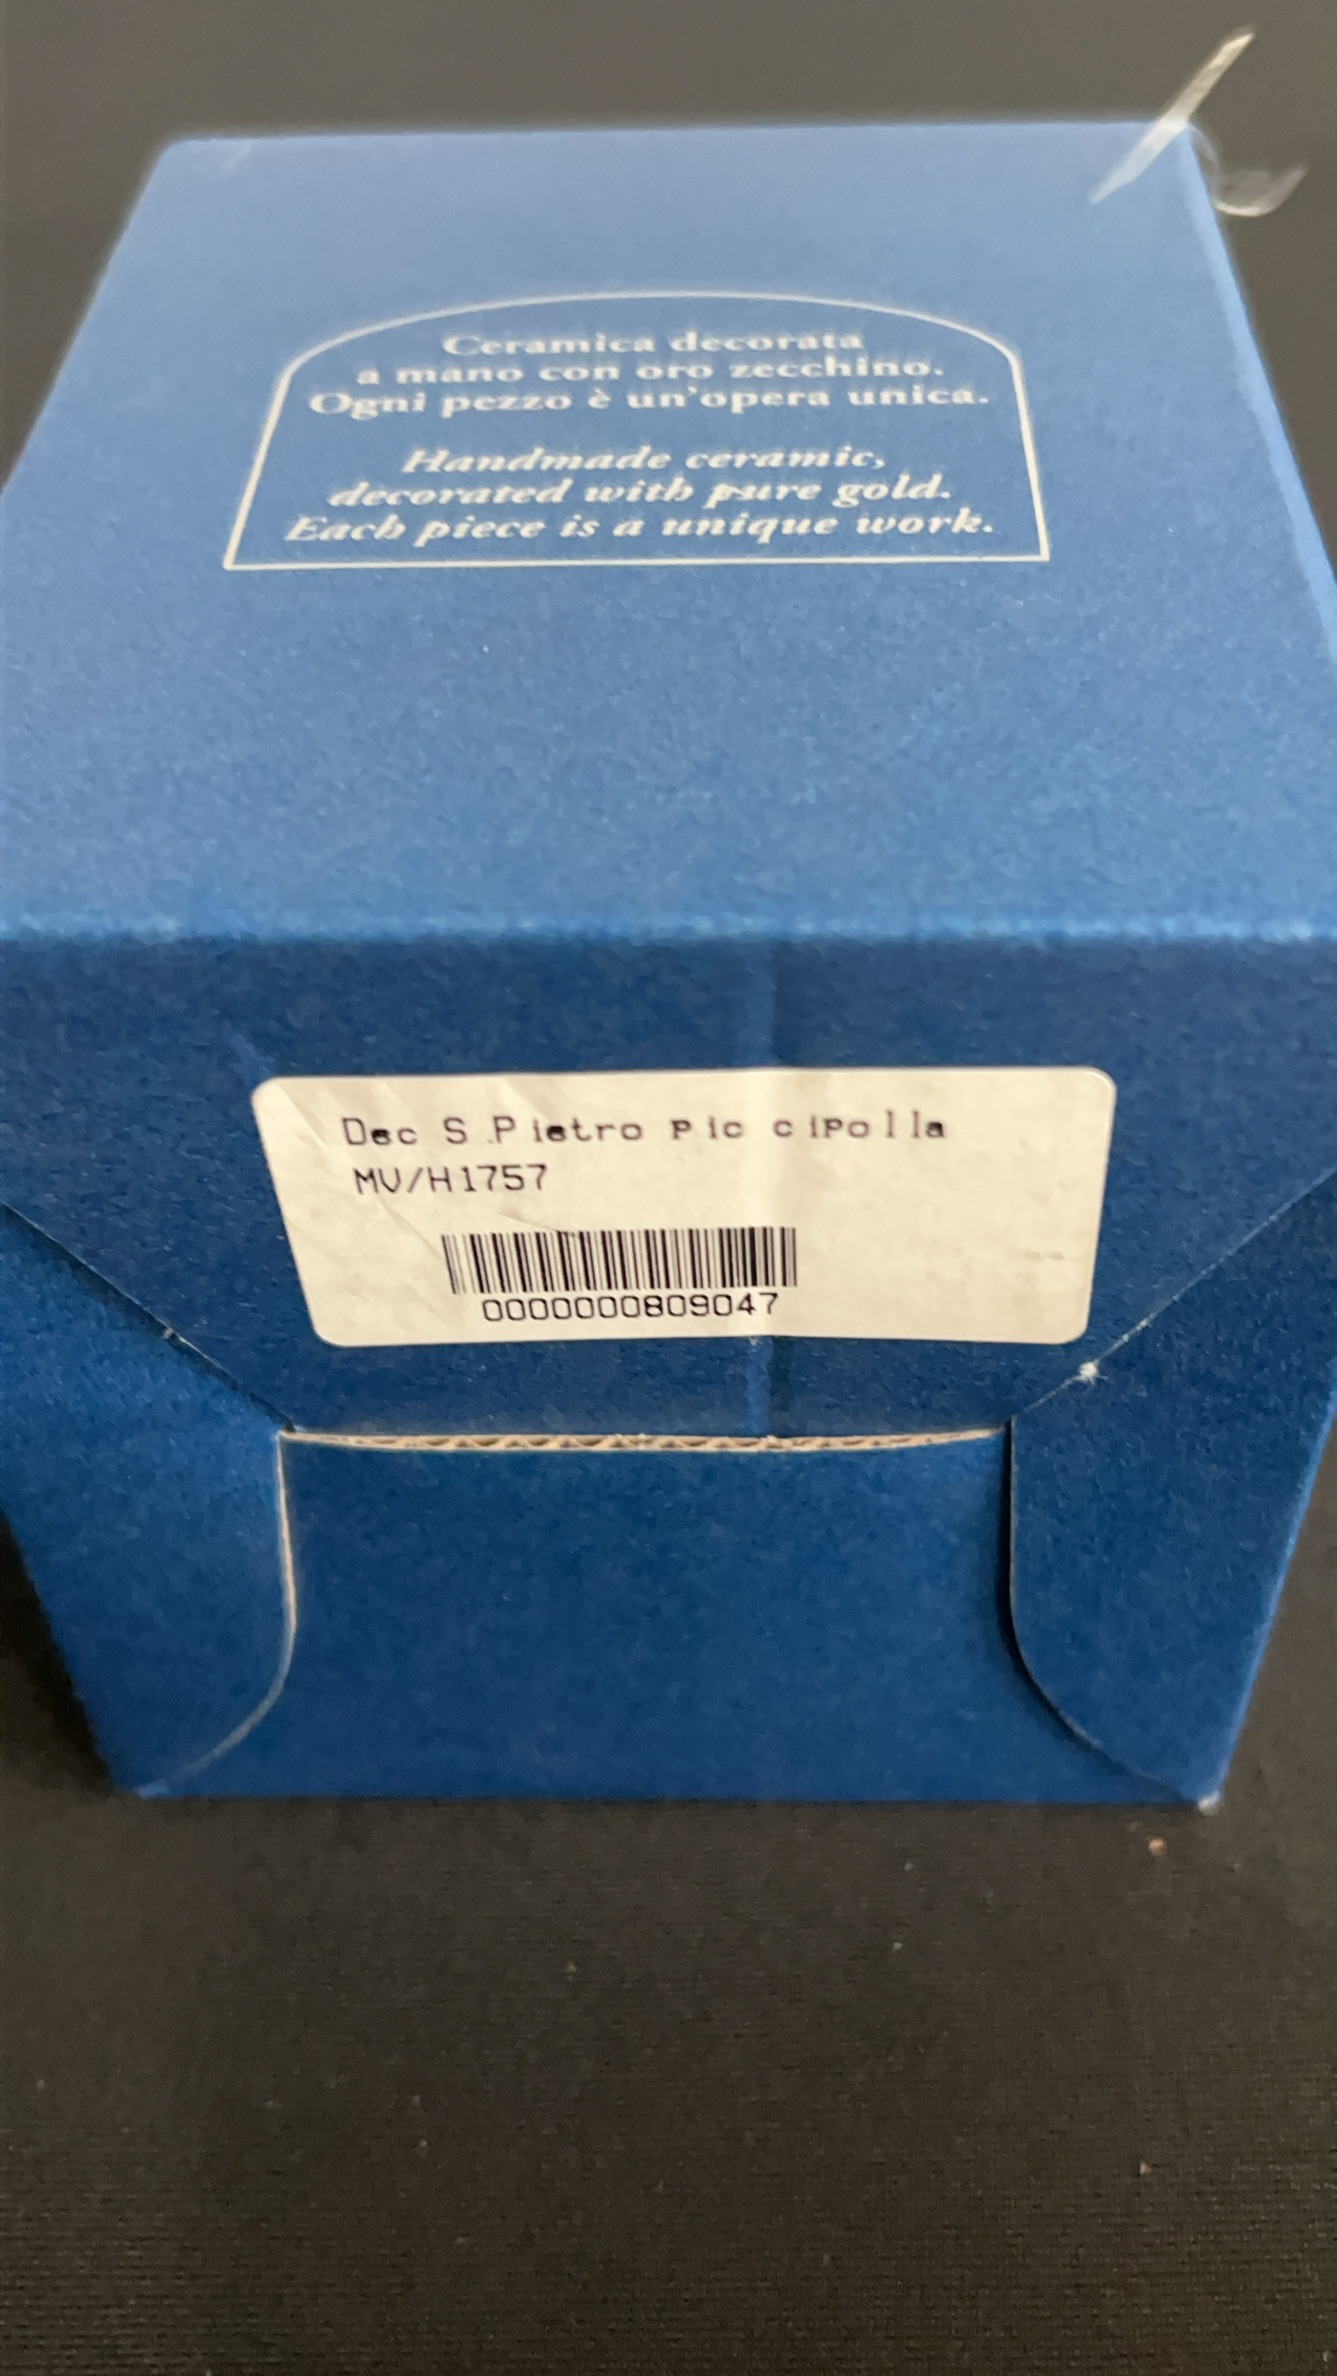 Ceramica decorata
a mano con oro zecchino.
Ogni pezzo è un'opera unica.
Handmade ceramic,
decorated with pure gold.
Each piece is a unique work.
Dec S.Pietro pic cipolla
MV/H1757
0000000809047